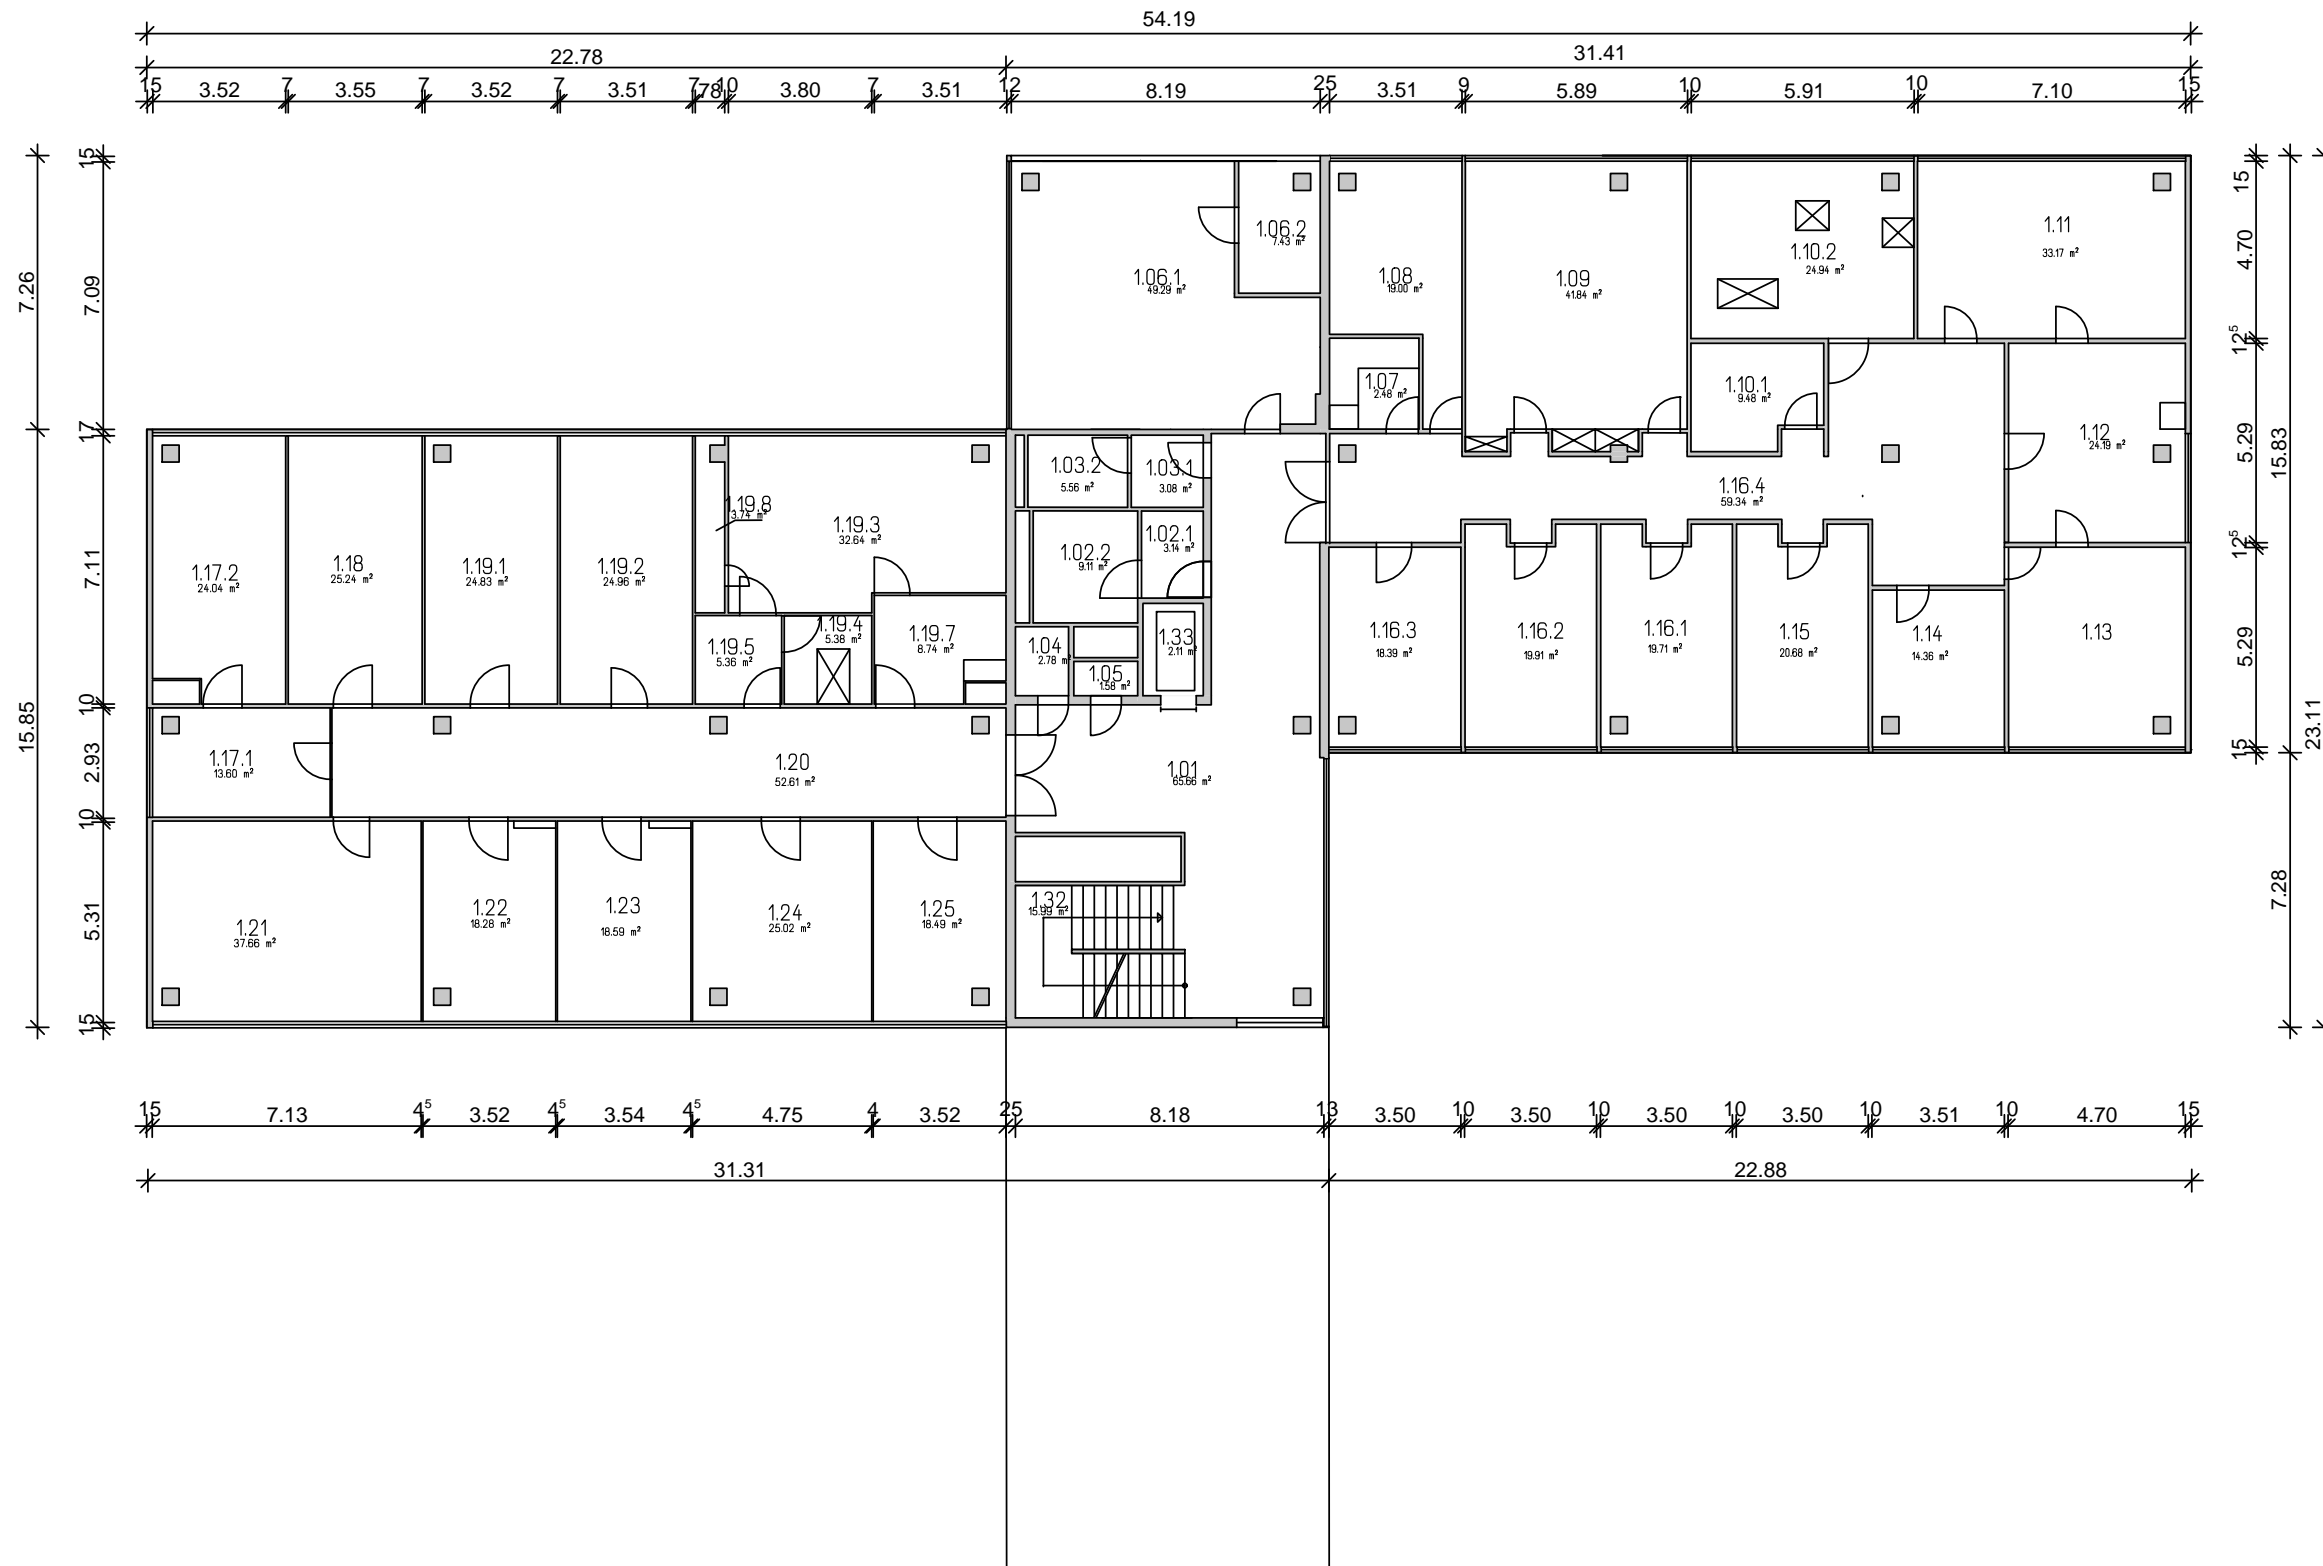 54.19
22.78 31.41
15 3.52 7 3.55 7 3.52 7 3.51 7 78 10 3.80 7 3.51 12 8.19 25 3.51 9 5.89 10 5.91 10 7.10 15
15 7.09 17 7.11 10 2.93 10 5.31 15
7.26 15.85
15 4.70 12⁵ 5.29 12⁵ 5.29 15
15.83 7.28
23.11
1.06.1
49.29 m²
1.06.2
7.43 m²
1.08
19.00 m²
1.09
41.84 m²
1.10.2
24.94 m²
1.11
33.17 m²
1.07
2.48 m²
1.10.1
9.48 m²
1.12
24.19 m²
1.03.2
5.56 m²
1.03.1
3.08 m²
1.16.4
59.34 m²
1.17.2
24.04 m²
1.18
25.24 m²
1.19.1
24.83 m²
1.19.2
24.96 m²
1.19.8
3.74 m²
1.19.3
32.64 m²
1.02.2
9.11 m²
1.02.1
3.14 m²
1.19.5
5.36 m²
1.19.4
5.38 m²
1.19.7
8.74 m²
1.04
2.78 m²
1.05
1.58 m²
1.33
2.11 m²
1.16.3
18.39 m²
1.16.2
19.91 m²
1.16.1
19.71 m²
1.15
20.68 m²
1.14
14.36 m²
1.13
1.17.1
13.60 m²
1.20
52.61 m²
1.01
65.66 m²
1.21
37.66 m²
1.22
18.28 m²
1.23
18.59 m²
1.24
25.02 m²
1.25
18.49 m²
1.32
15.99 m²
15 7.13 4⁵ 3.52 4⁵ 3.54 4⁵ 4.75 4 3.52 25 8.18 13 3.50 10 3.50 10 3.50 10 3.50 10 3.51 10 4.70 15
31.31 22.88